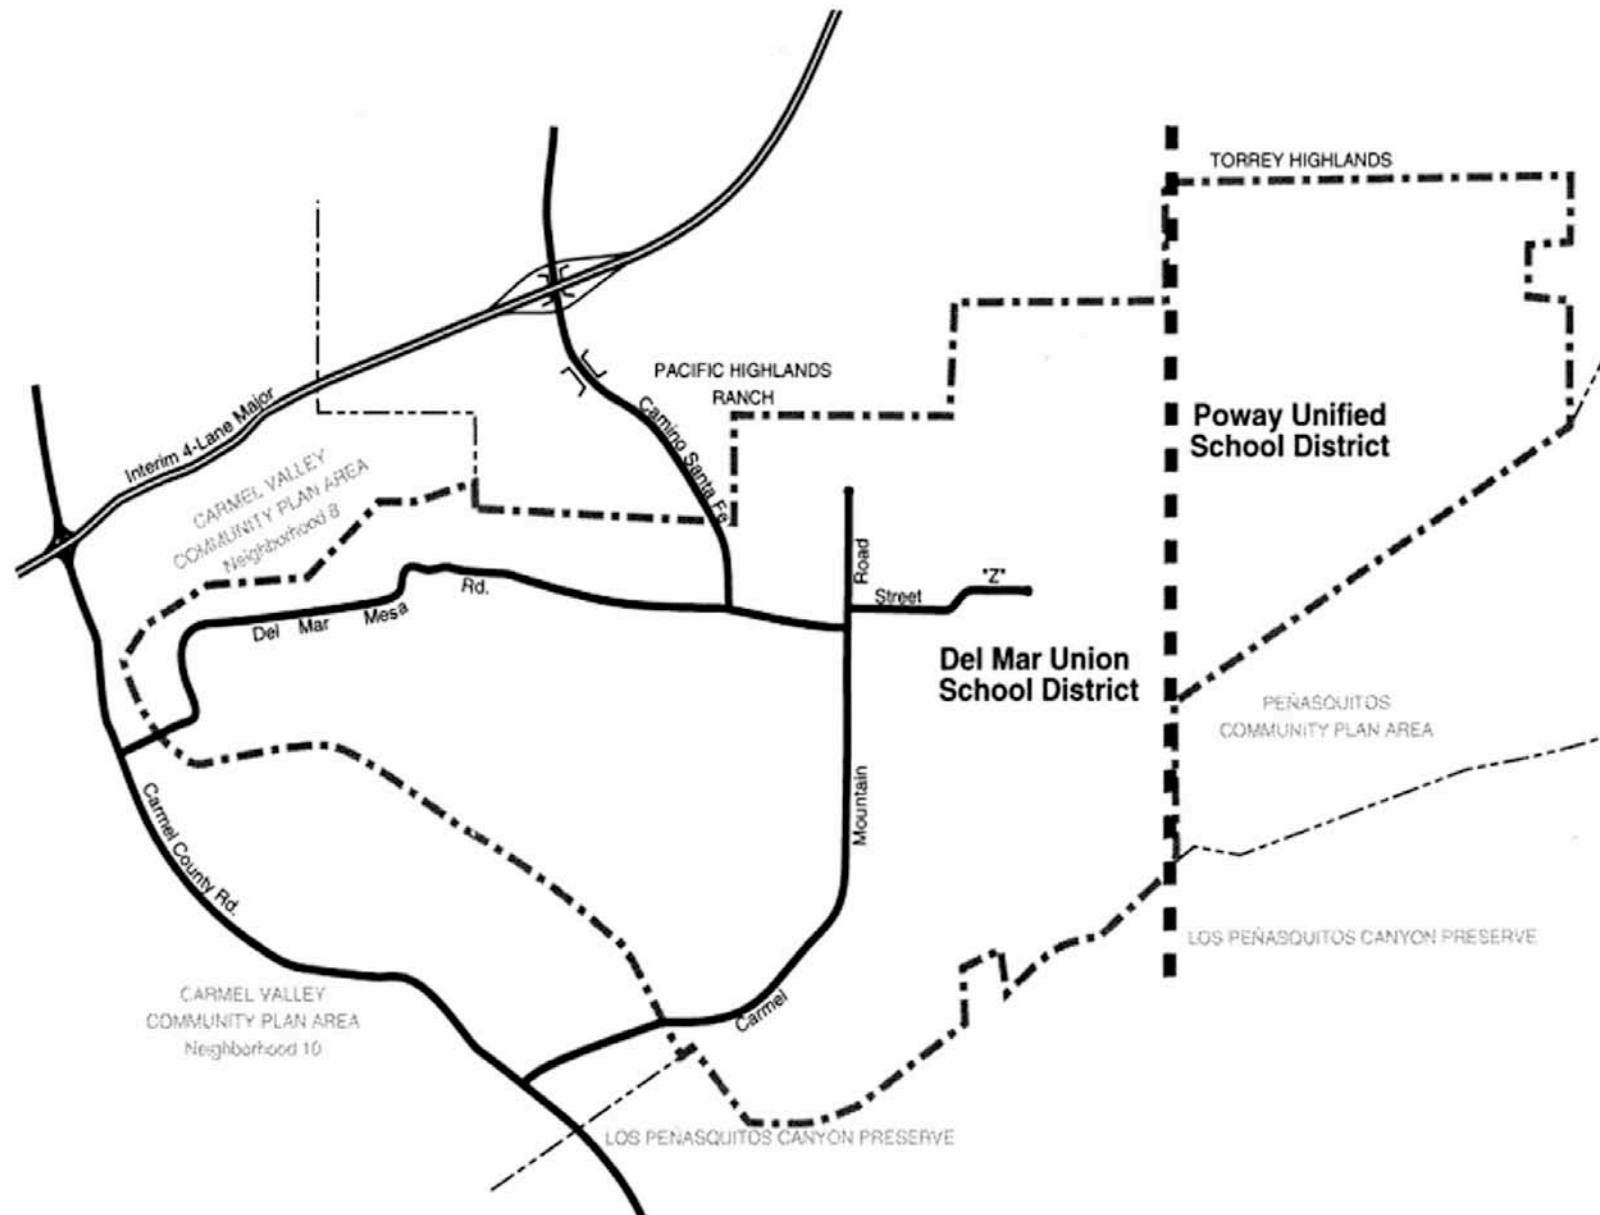 TORREY HIGHLANDS
PACIFIC HIGHLANDS
RANCH
Interim 4-Lane Major
Camino Santa Fe
Poway Unified
School District
CARMEL VALLEY
COMMUNITY PLAN AREA
Neighborhood 8
Del Mar Mesa Rd.
Road
Street "Z"
Del Mar Union
School District
PEÑASQUITOS
COMMUNITY PLAN AREA
Mountain
Carmel County Rd.
LOS PEÑASQUITOS CANYON PRESERVE
CARMEL VALLEY
COMMUNITY PLAN AREA
Neighborhood 10
Carmel
LOS PEÑASQUITOS CANYON PRESERVE